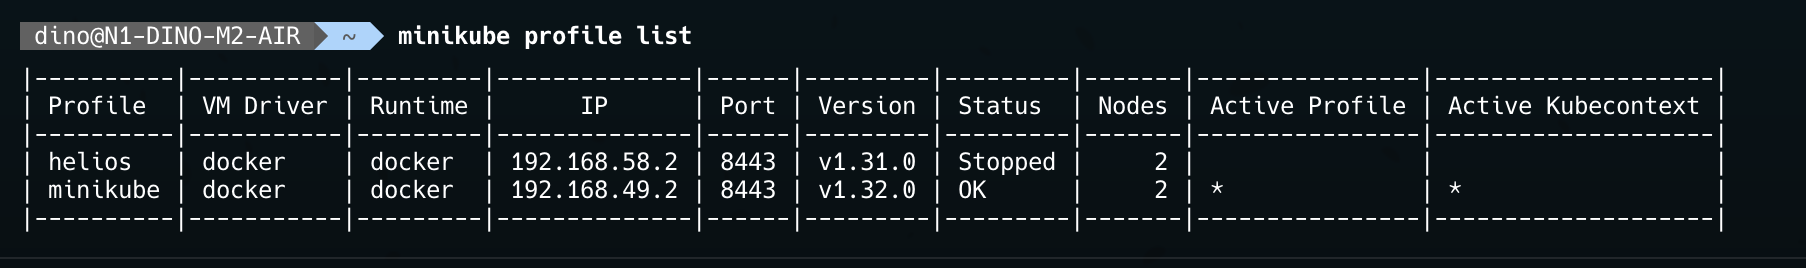 dino@N1-DINO-M2-AIR ~ minikube profile list
|----------|-----------|---------|--------------|------|---------|---------|-------|----------------|--------------------|
| Profile | VM Driver | Runtime | IP | Port | Version | Status | Nodes | Active Profile | Active Kubecontext |
|----------|-----------|---------|--------------|------|---------|---------|-------|----------------|--------------------|
| helios | docker | docker | 192.168.58.2 | 8443 | v1.31.0 | Stopped | 2 | | |
| minikube | docker | docker | 192.168.49.2 | 8443 | v1.32.0 | OK | 2 | * | * |
|----------|-----------|---------|--------------|------|---------|---------|-------|----------------|--------------------|